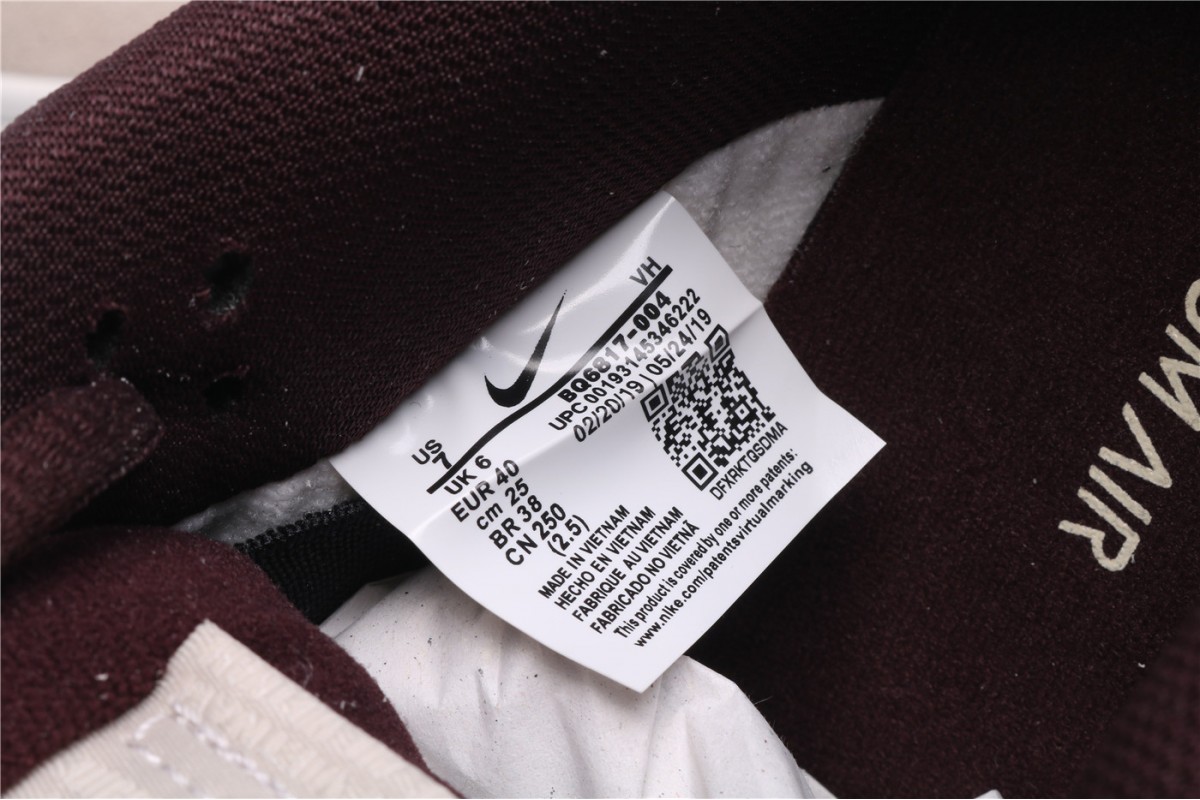 VH
BQ6817-004
UPC 00193145346222
02/20/19 | 05/24/19
DFXRKTQSDMA
US
7
UK 6
EUR 40
cm 25
BR 38
CN 250
(2.5)
MADE IN VIETNAM
HECHO EN VIETNAM
FABRIQUE AU VIETNAM
FABRICADO NO VIETNÃ
This product is covered by one or more patents:
www.nike.com/patentsvirtualmarking
OM AIR